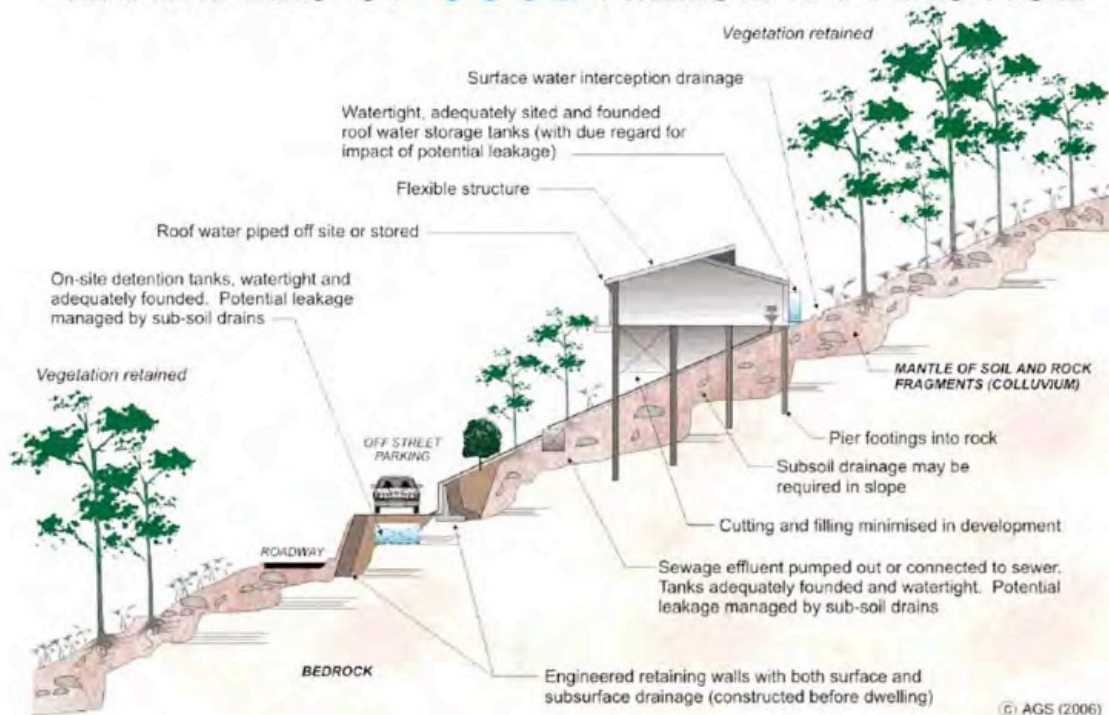 Vegetation retained
Surface water interception drainage
Watertight, adequately sited and founded
roof water storage tanks (with due regard for
impact of potential leakage)
Flexible structure
Roof water piped off site or stored
On-site detention tanks, watertight and
adequately founded. Potential leakage
managed by sub-soil drains
Vegetation retained
MANTLE OF SOIL AND ROCK
FRAGMENTS (COLLUVIUM)
OFF STREET
PARKING
Pier footings into rock
Subsoil drainage may be
required in slope
Cutting and filling minimised in development
ROADWAY
Sewage effluent pumped out or connected to sewer.
Tanks adequately founded and watertight. Potential
leakage managed by sub-soil drains
BEDROCK
Engineered retaining walls with both surface and
subsurface drainage (constructed before dwelling)
© AGS (2006)